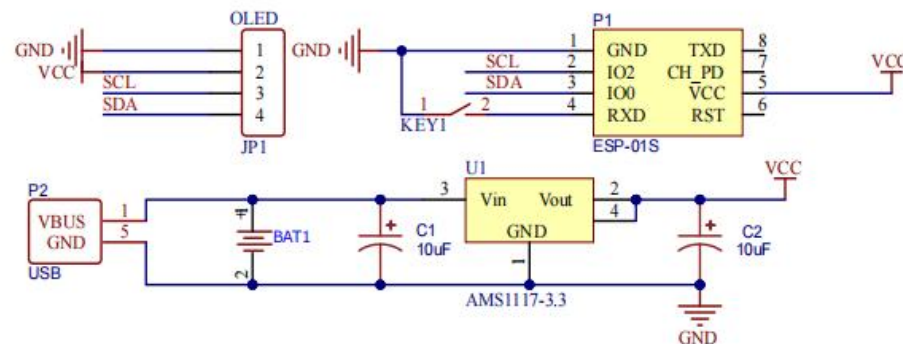 OLED
GND
1
VCC
2
SCL
3
SDA
4
JP1
P1
GND
1
GND
TXD
8
SCL
2
IO2
CH_PD
7
SDA
3
IO0
VCC
5
VCC
1
2
4
RXD
RST
6
KEY1
ESP-01S
P2
VBUS
1
GND
5
USB
1
BAT1
2
C1
10uF
U1
3
Vin
Vout
2
4
GND
1
AMS1117-3.3
VCC
C2
10uF
GND